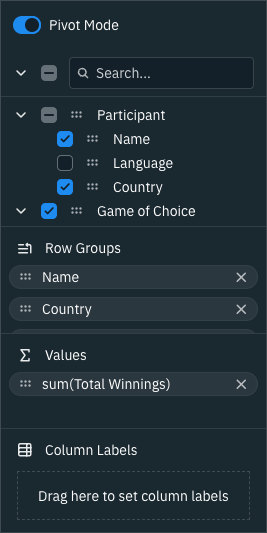 Pivot Mode
Search...
Participant
Name
Language
Country
Game of Choice
Row Groups
Name
Country
Values
sum(Total Winnings)
Column Labels
Drag here to set column labels